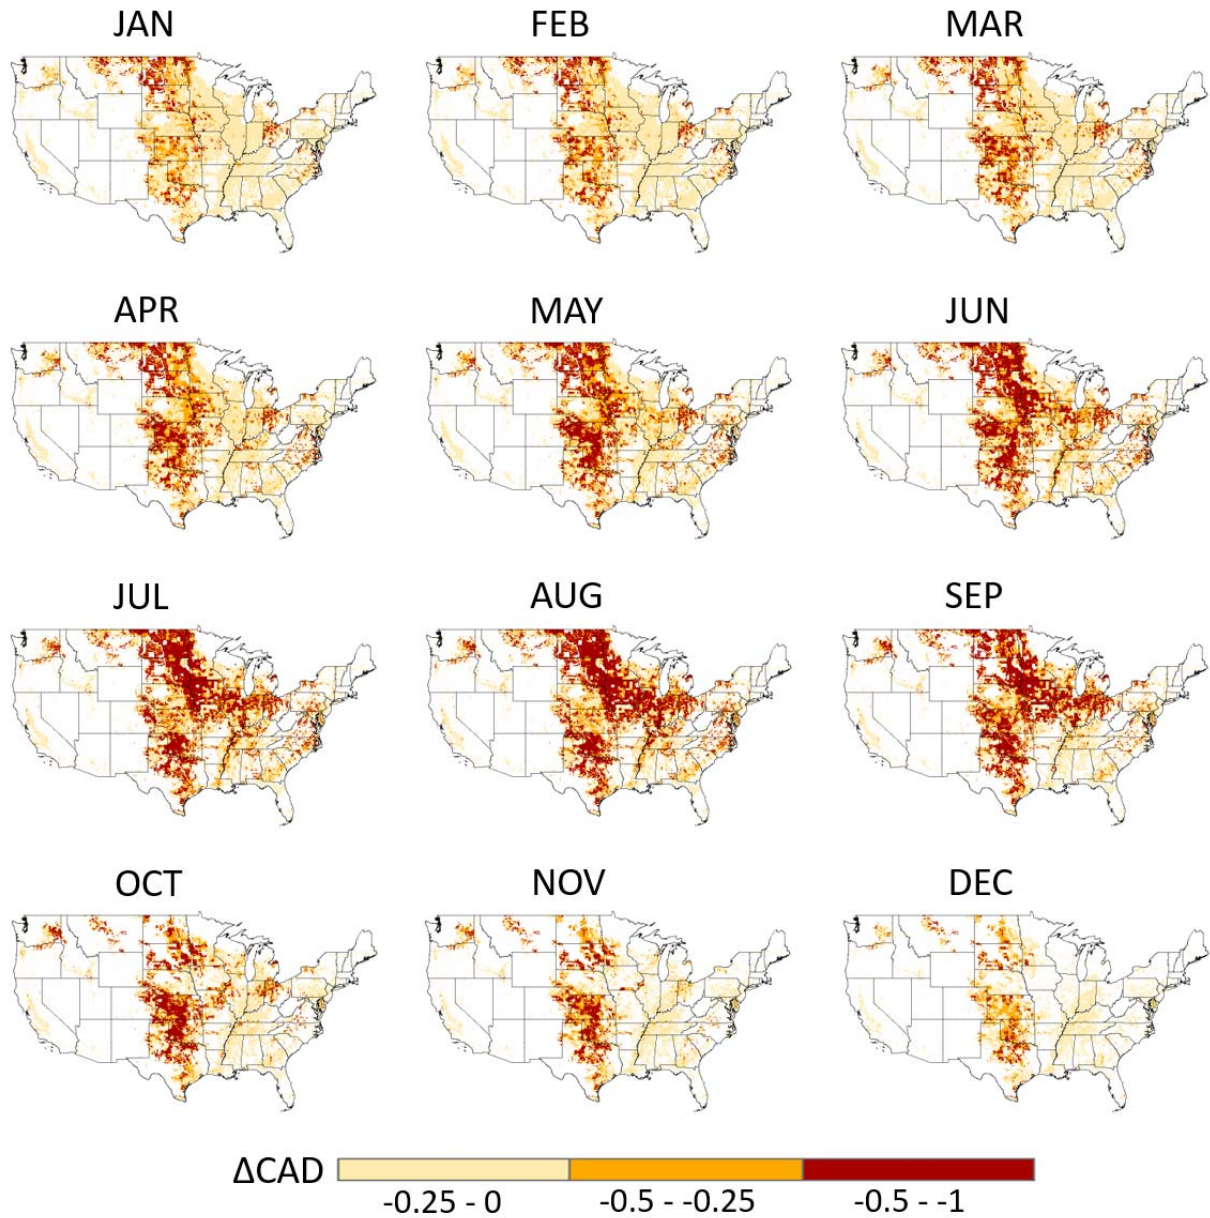 JAN FEB MAR
APR MAY JUN
JUL AUG SEP
OCT NOV DEC
ΔCAD
-0.25 - 0 -0.5 - -0.25 -0.5 - -1